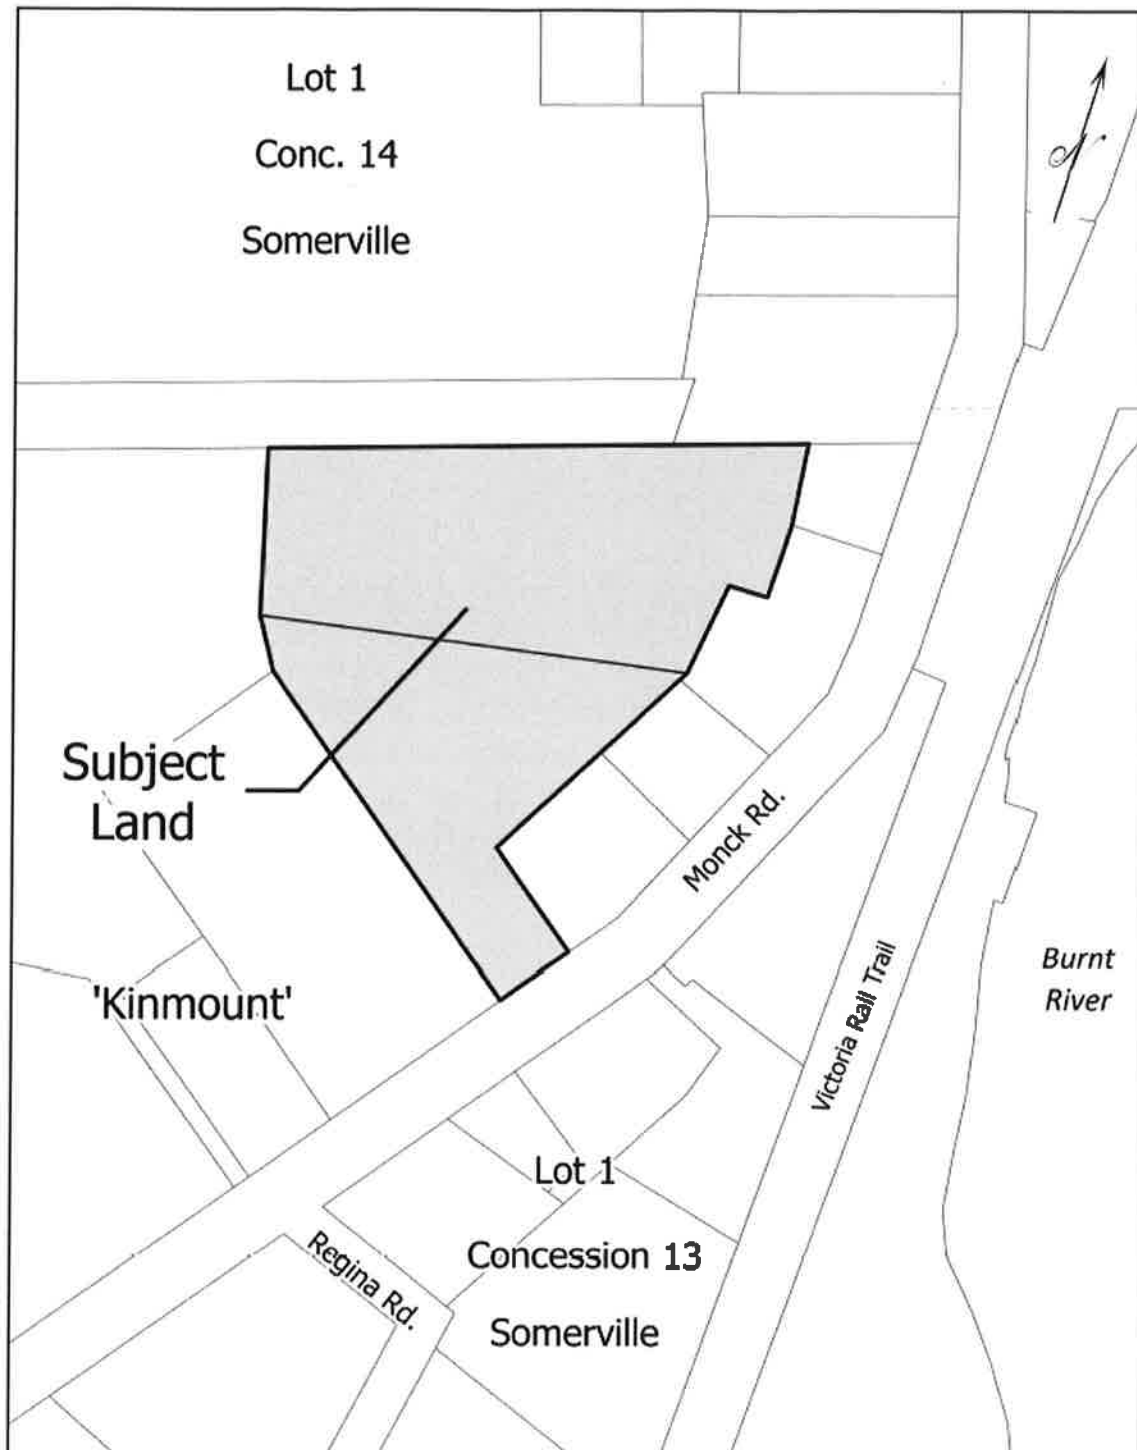 Lot 1
Conc. 14
Somerville
Subject
Land
Monck Rd.
'Kinmount'
Victoria Rail Trail
Burnt
River
Lot 1
Regina Rd.
Concession 13
Somerville